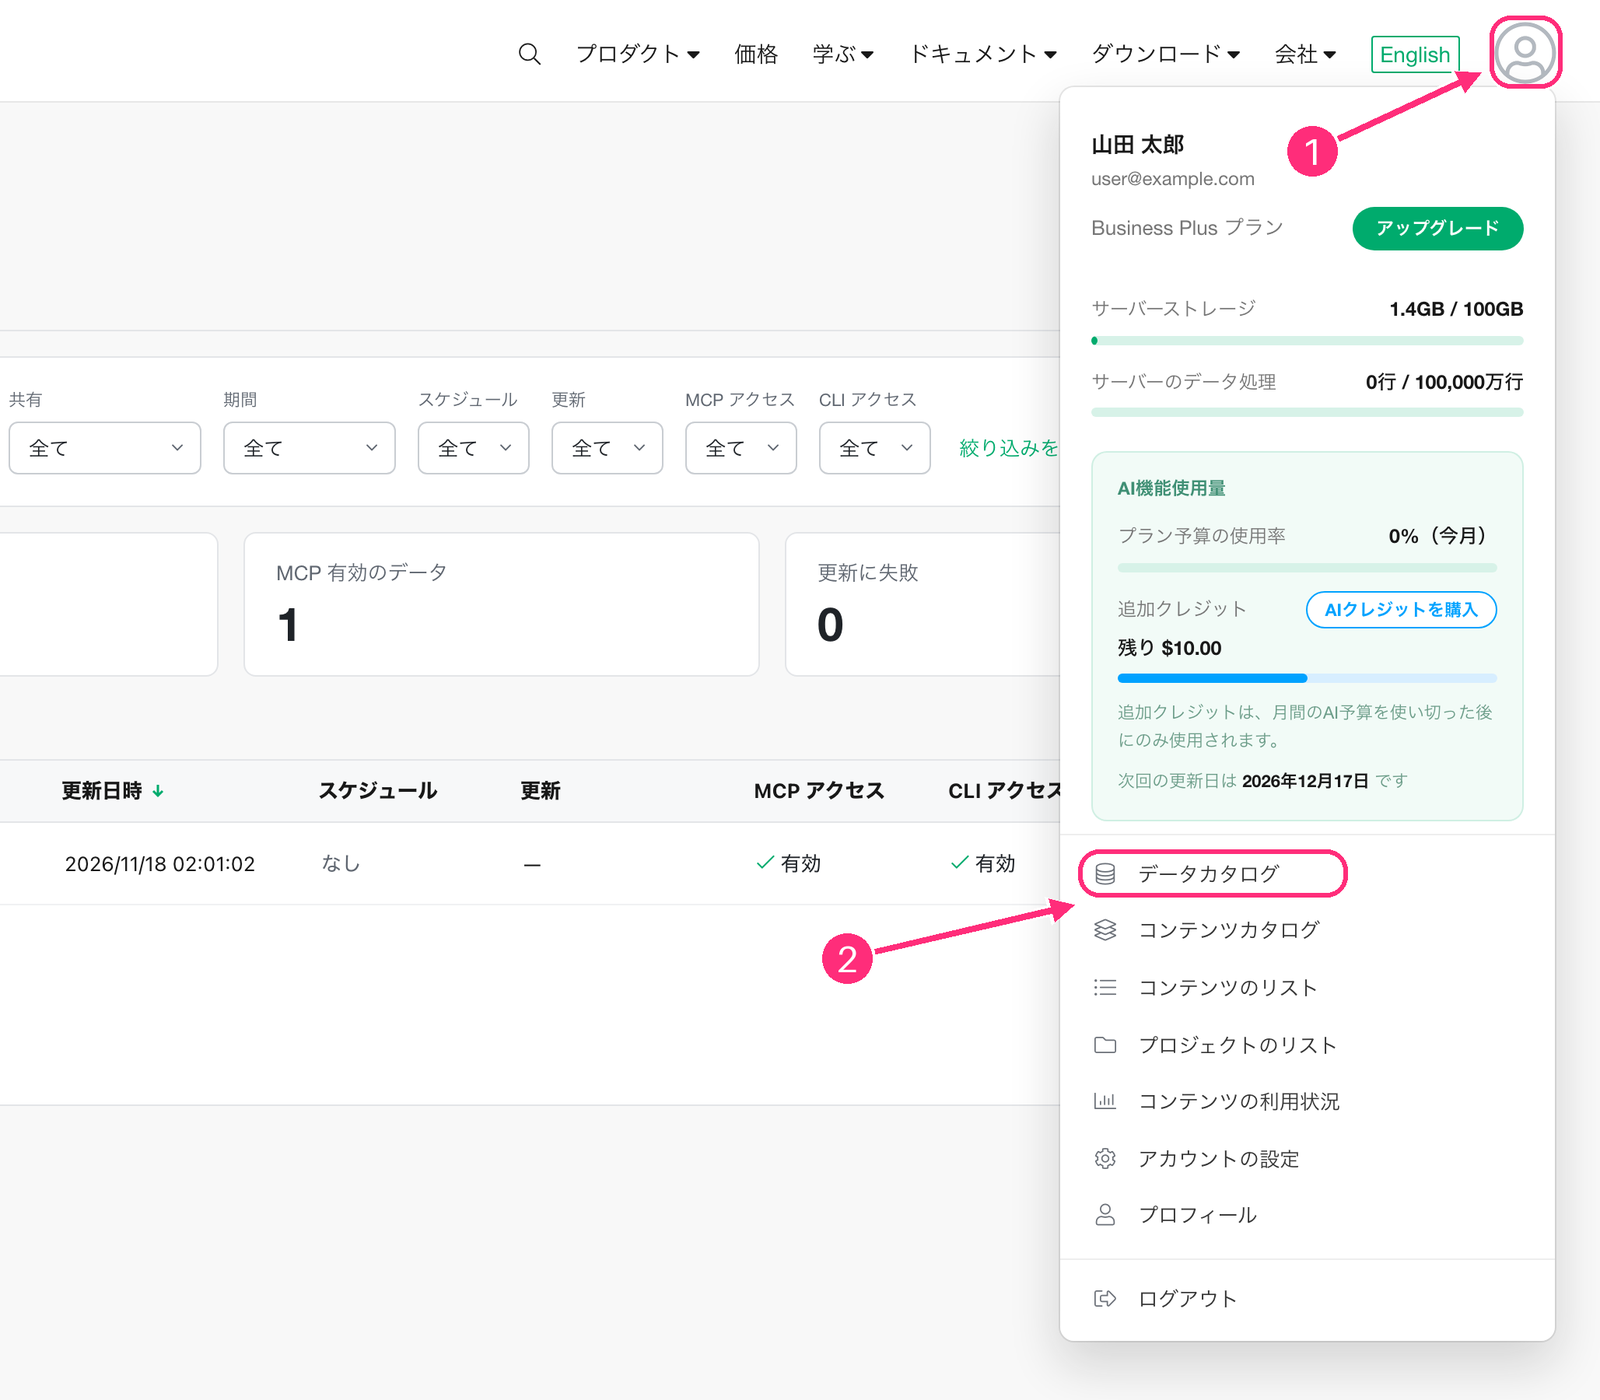 プロダクト 価格 学ぶ ドキュメント ダウンロード 会社 English
1
山田 太郎
user@example.com
Business Plus プラン アップグレード
サーバーストレージ 1.4GB / 100GB
サーバーのデータ処理 0行 / 100,000万行
共有 期間 スケジュール 更新 MCP アクセス CLI アクセス
全て 全て 全て 全て 全て 全て 絞り込みを
AI機能使用量
プラン予算の使用率 0%（今月）
追加クレジット AIクレジットを購入
残り $10.00
追加クレジットは、月間のAI予算を使い切った後
にのみ使用されます。
次回の更新日は 2026年12月17日 です
MCP 有効のデータ 更新に失敗
1 0
更新日時 スケジュール 更新 MCP アクセス CLI アクセス
2026/11/18 02:01:02 なし — 有効 有効
2
データカタログ
コンテンツカタログ
コンテンツのリスト
プロジェクトのリスト
コンテンツの利用状況
アカウントの設定
プロフィール
ログアウト